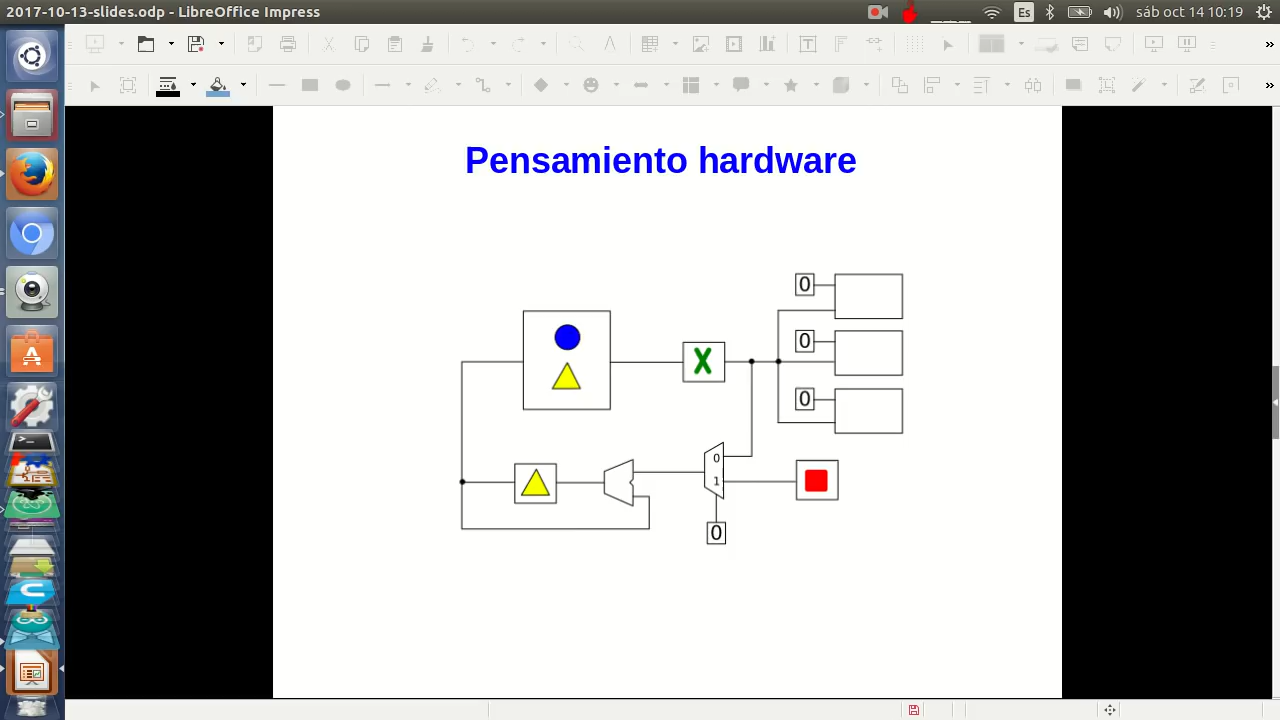 2017-10-13-slides.odp - LibreOffice Impress
Es
sáb oct 14 10:19
Pensamiento hardware
0
0
X
0
0
1
0